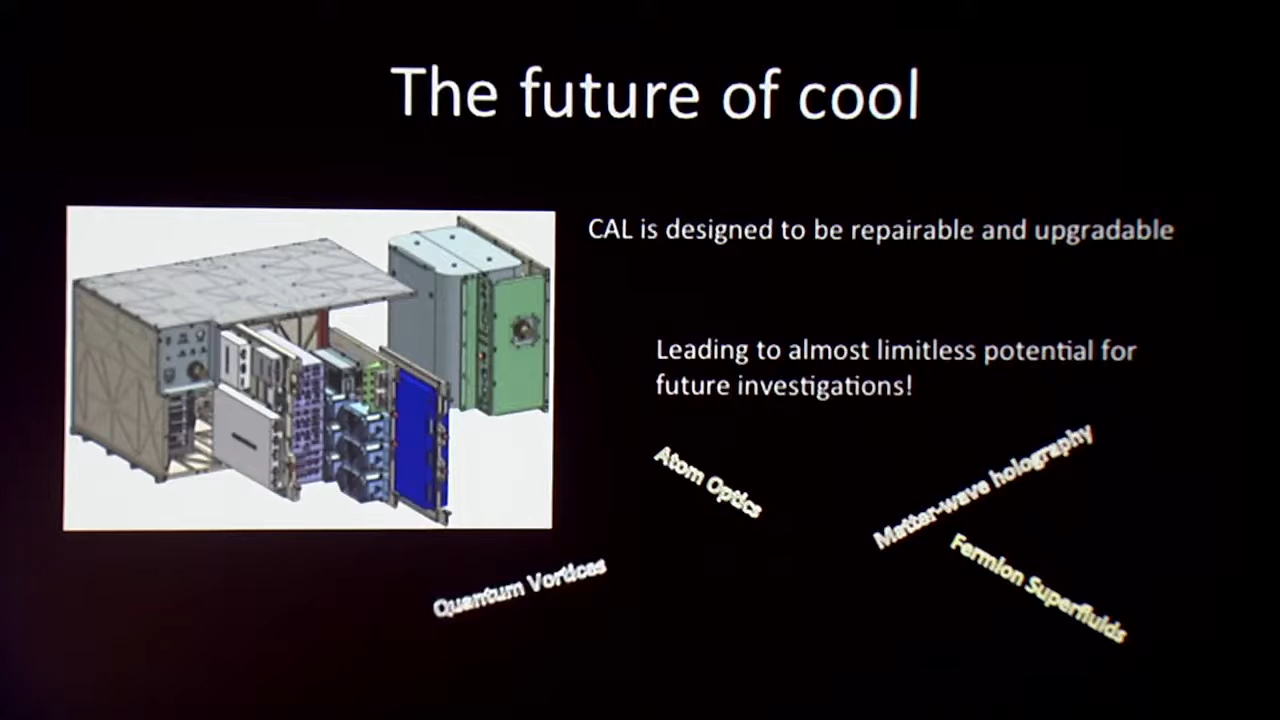 The future of cool
CAL is designed to be repairable and upgradable
Leading to almost limitless potential for
future investigations!
Atom Optics
Matter-wave holography
Fermion Superfluids
Quantum Vortices